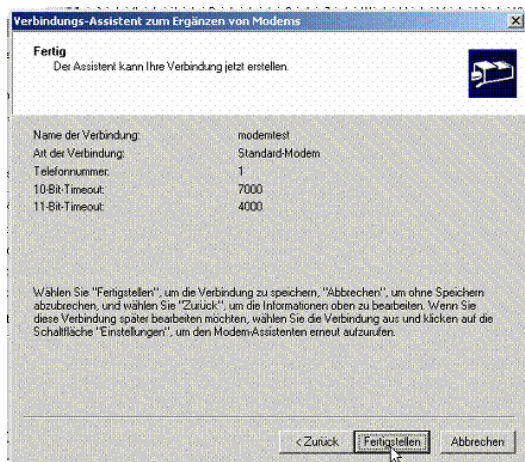 Verbindungs-Assistent zum Ergänzen von Modems
Fertig
Der Assistent kann Ihre Verbindung jetzt erstellen.
Name der Verbindung: modemtest
Art der Verbindung: Standard-Modem
Telefonnummer: 1
10-Bit-Timeout: 7000
11-Bit-Timeout: 4000
Wählen Sie "Fertigstellen", um die Verbindung zu speichern, "Abbrechen", um ohne Speichern
abzubrechen, und wählen Sie "Zurück", um die Informationen oben zu bearbeiten. Wenn Sie
diese Verbindung später bearbeiten möchten, wählen Sie die Verbindung aus und klicken auf die
Schaltfläche "Einstellungen", um den Modem-Assistenten erneut aufzurufen.
< Zurück Fertigstellen Abbrechen